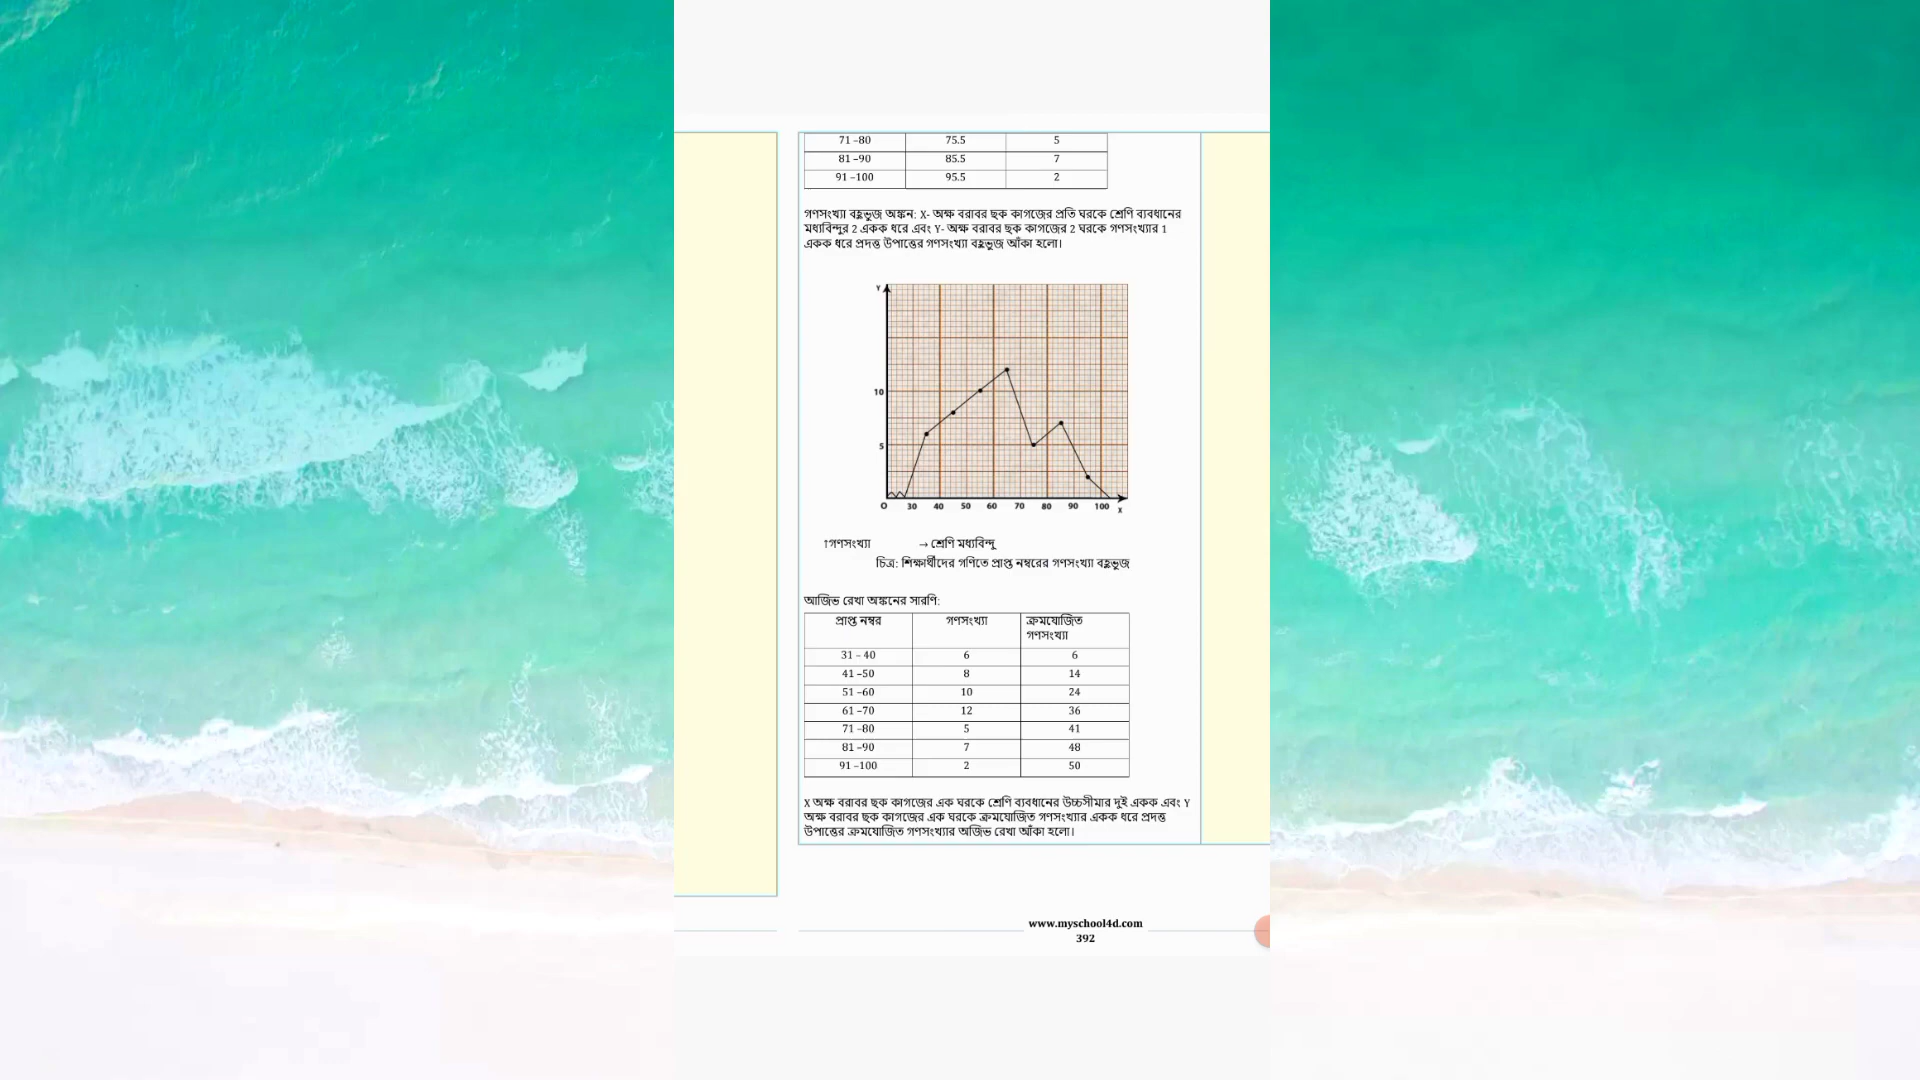 71 –80 75.5 5
81 –90 85.5 7
91 –100 95.5 2
গণসংখ্যা বহুভুজ অঙ্কন: X- অক্ষ বরাবর ছক কাগজের প্রতি ঘরকে শ্রেণি ব্যবধানের
মধ্যবিন্দুর 2 একক ধরে এবং Y- অক্ষ বরাবর ছক কাগজের 2 ঘরকে গণসংখ্যার 1
একক ধরে প্রদত্ত উপাত্তের গণসংখ্যা বহুভুজ আঁকা হলো।
Y
10
5
O 30 40 50 60 70 80 90 100 X
↑গণসংখ্যা → শ্রেণি মধ্যবিন্দু
চিত্র: শিক্ষার্থীদের গণিতে প্রাপ্ত নম্বরের গণসংখ্যা বহুভুজ
আজিভ রেখা অঙ্কনের সারণি:
প্রাপ্ত নম্বর গণসংখ্যা ক্রমযোজিত
গণসংখ্যা
31 – 40 6 6
41 –50 8 14
51 –60 10 24
61 –70 12 36
71 –80 5 41
81 –90 7 48
91 –100 2 50
X অক্ষ বরাবর ছক কাগজের এক ঘরকে শ্রেণি ব্যবধানের উচ্চসীমার দুই একক এবং Y
অক্ষ বরাবর ছক কাগজের এক ঘরকে ক্রমযোজিত গণসংখ্যার একক ধরে প্রদত্ত
উপাত্তের ক্রমযোজিত গণসংখ্যার অজিভ রেখা আঁকা হলো।
www.myschool4d.com
392